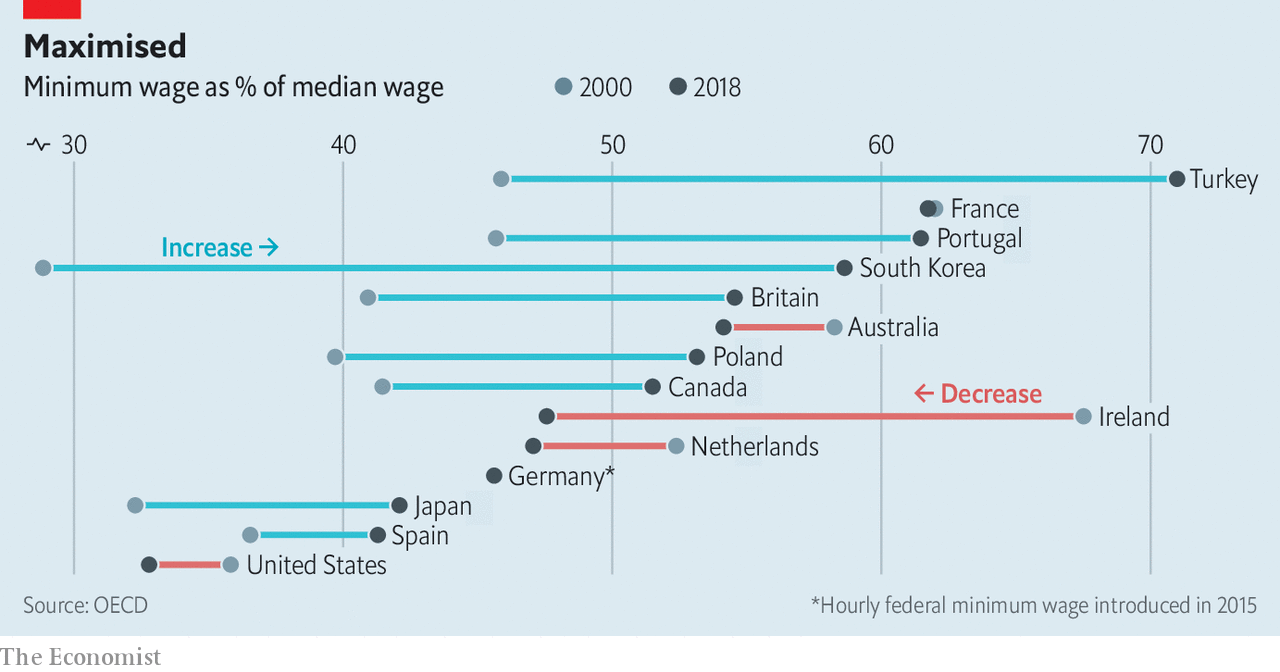 Maximised
Minimum wage as % of median wage
2000
2018
30 40 50 60 70
Turkey
France
Portugal
Increase →
South Korea
Britain
Australia
Poland
Canada
← Decrease
Ireland
Netherlands
Germany*
Japan
Spain
United States
Source: OECD
*Hourly federal minimum wage introduced in 2015
The Economist